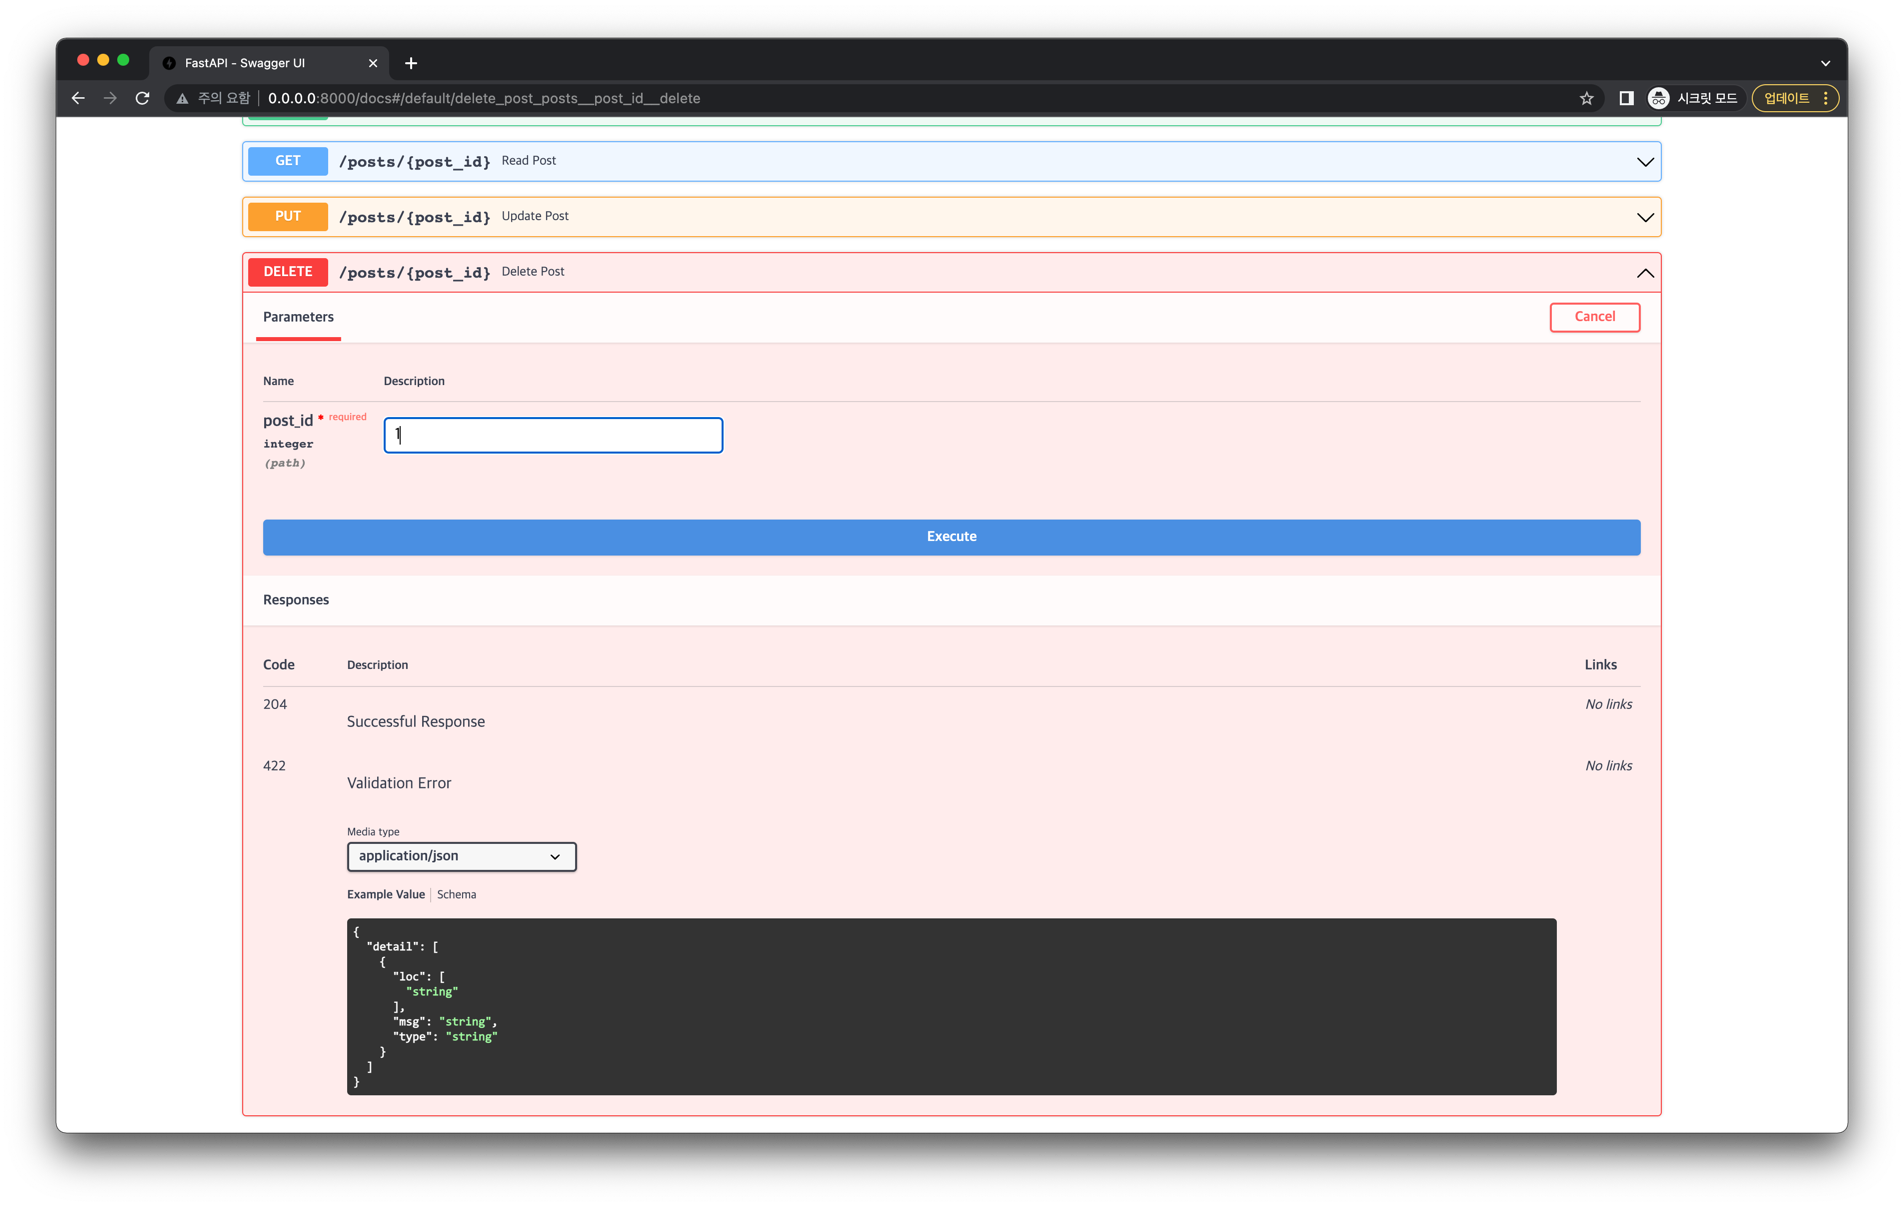 FastAPI - Swagger UI
주의 요함 0.0.0.0:8000/docs#/default/delete_post_posts__post_id__delete 시크릿 모드 업데이트
GET /posts/{post_id} Read Post
PUT /posts/{post_id} Update Post
DELETE /posts/{post_id} Delete Post
Parameters Cancel
Name Description
post_id * required
integer
(path)
1
Execute
Responses
Code Description Links
204 No links
Successful Response
422 No links
Validation Error
Media type
application/json
Example Value Schema
{
  "detail": [
    {
      "loc": [
        "string"
      ],
      "msg": "string",
      "type": "string"
    }
  ]
}